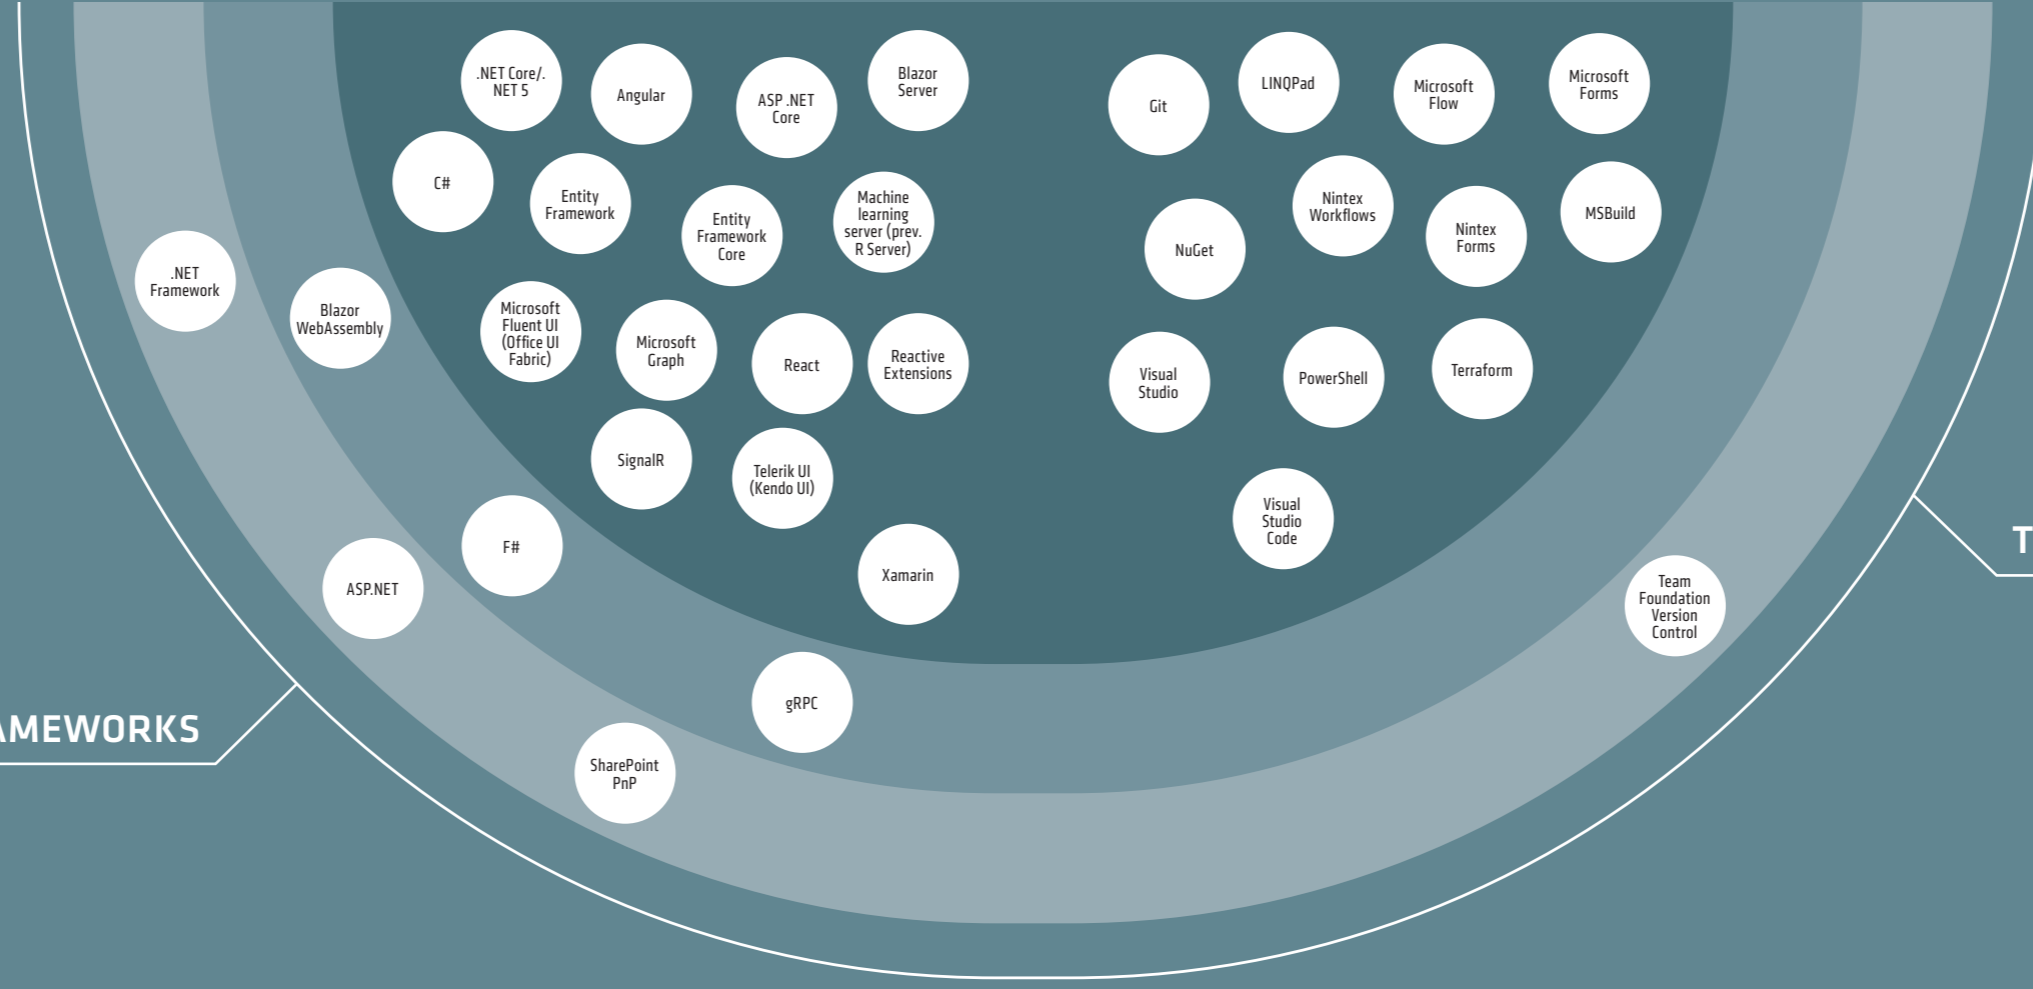 .NET Core/.
NET 5
Angular
ASP .NET
Core
Blazor
Server
Git
LINQPad
Microsoft
Flow
Microsoft
Forms
C#
Entity
Framework
Entity
Framework
Core
Machine
learning
server (prev.
R Server)
NuGet
Nintex
Workflows
Nintex
Forms
MSBuild
.NET
Framework
Blazor
WebAssembly
Microsoft
Fluent UI
(Office UI
Fabric)
Microsoft
Graph
React
Reactive
Extensions
Visual
Studio
PowerShell
Terraform
SignalR
Telerik UI
(Kendo UI)
Visual
Studio
Code
F#
ASP.NET
Xamarin
Team
Foundation
Version
Control
T
gRPC
AMEWORKS
SharePoint
PnP